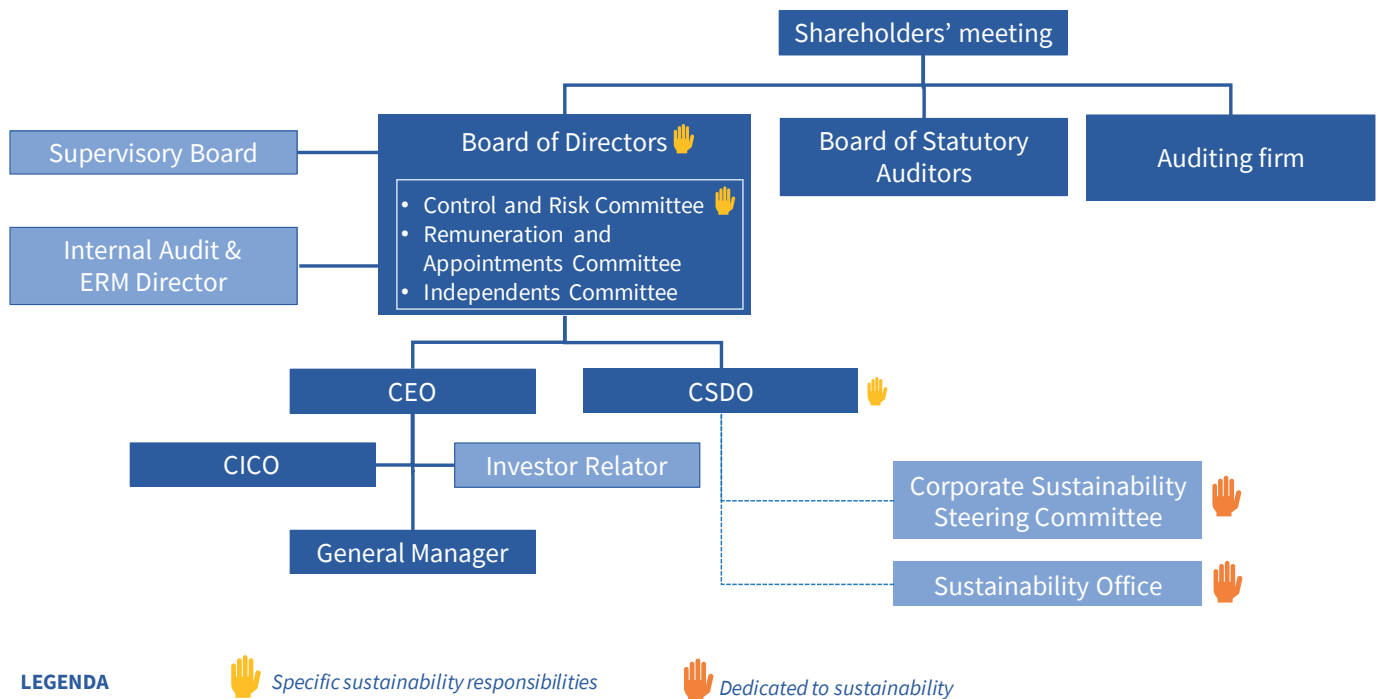 Shareholders' meeting
Supervisory Board
Board of Directors
Board of Statutory
Auditors
Auditing firm
• Control and Risk Committee
• Remuneration and
Appointments Committee
• Independents Committee
Internal Audit &
ERM Director
CEO
CSDO
CICO
Investor Relator
Corporate Sustainability
Steering Committee
General Manager
Sustainability Office
LEGENDA
Specific sustainability responsibilities
Dedicated to sustainability